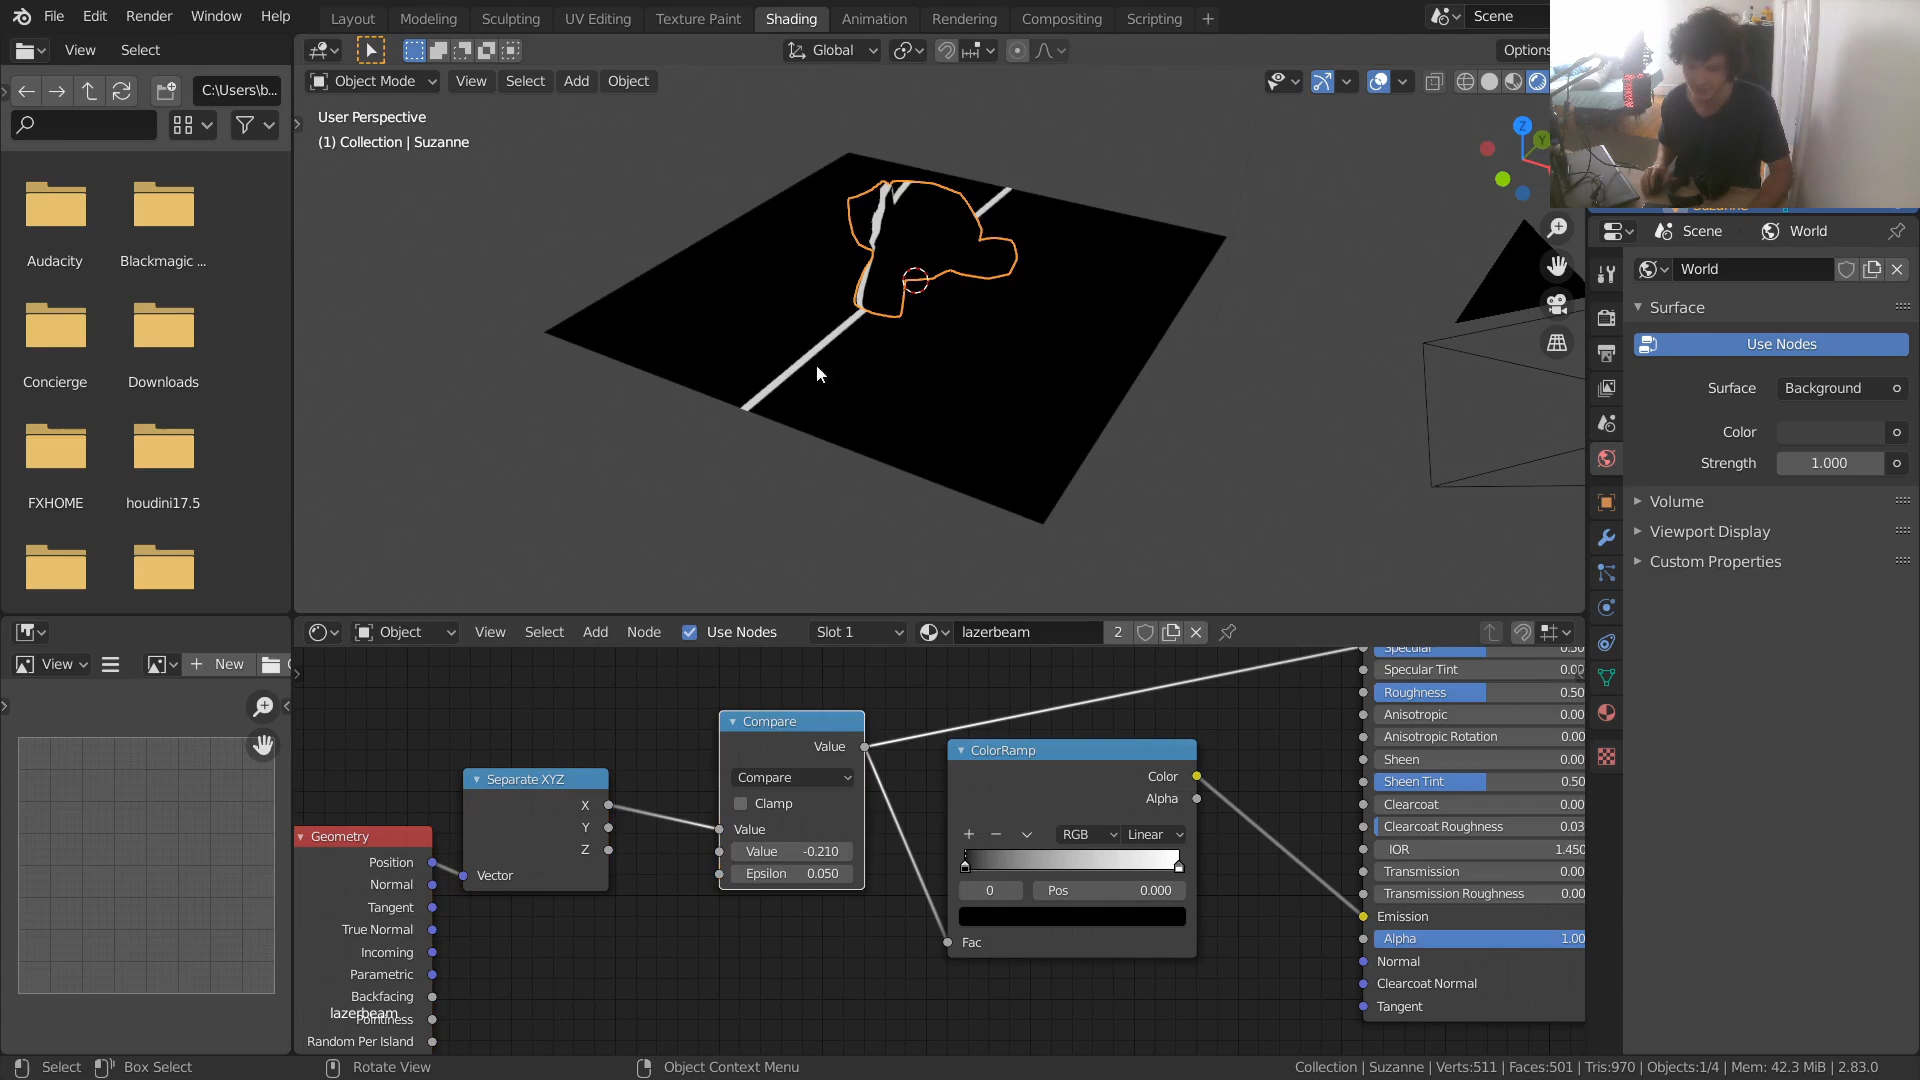 File Edit Render Window Help Layout Modeling Sculpting UV Editing Texture Paint Shading Animation Rendering Compositing Scripting + Scene
View Select Global Options
C:\Users\b...
Object Mode View Select Add Object
User Perspective
(1) Collection | Suzanne
Z
Y
Audacity
Blackmagic ...
Concierge
Downloads
FXHOME
houdini17.5
Suzanne
Scene World
World
Surface
Use Nodes
Surface Background
Color
Strength 1.000
Volume
Viewport Display
Custom Properties
Object View Select Add Node Use Nodes Slot 1 lazerbeam 2
View New
Geometry
Position
Normal
Tangent
True Normal
Incoming
Parametric
Backfacing
Pointiness
Random Per Island
lazerbeam
Separate XYZ
X
Y
Z
Vector
Compare
Value
Compare
Clamp
Value
Value -0.210
Epsilon 0.050
ColorRamp
Color
Alpha
RGB Linear
0 Pos 0.000
Fac
Specular 0.50
Specular Tint 0.00
Roughness 0.50
Anisotropic 0.00
Anisotropic Rotation 0.00
Sheen 0.00
Sheen Tint 0.50
Clearcoat 0.00
Clearcoat Roughness 0.03
IOR 1.450
Transmission 0.00
Transmission Roughness 0.00
Emission
Alpha 1.00
Normal
Clearcoat Normal
Tangent
Select Box Select Rotate View Object Context Menu Collection | Suzanne | Verts:511 | Faces:501 | Tris:970 | Objects:1/4 | Mem: 42.3 MiB | 2.83.0